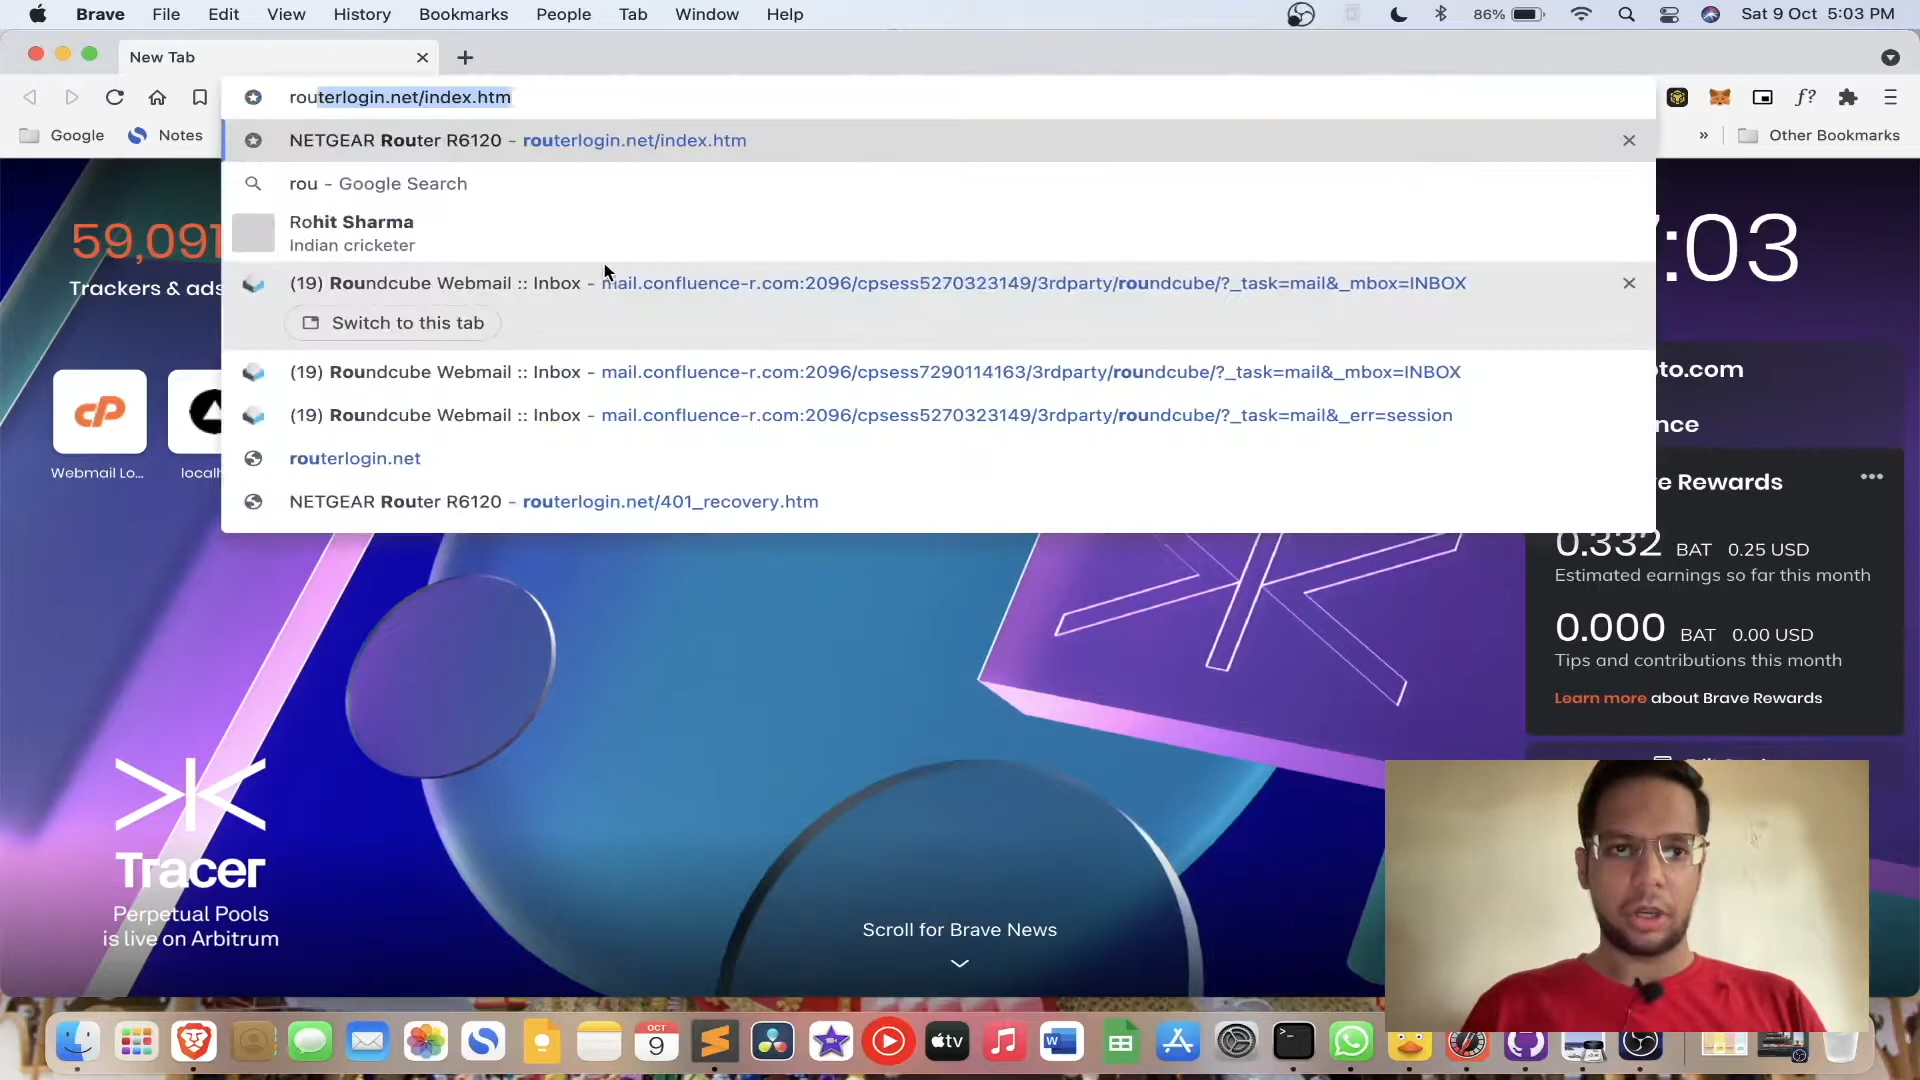 Brave File Edit View History Bookmarks People Tab Window Help 86% Sat 9 Oct 5:03 PM
New Tab
routerlogin.net/index.htm
Google Notes » Other Bookmarks
NETGEAR Router R6120 - routerlogin.net/index.htm
rou - Google Search
Rohit Sharma
Indian cricketer
(19) Roundcube Webmail :: Inbox - mail.confluence-r.com:2096/cpsess5270323149/3rdparty/roundcube/?_task=mail&_mbox=INBOX
Switch to this tab
(19) Roundcube Webmail :: Inbox - mail.confluence-r.com:2096/cpsess7290114163/3rdparty/roundcube/?_task=mail&_mbox=INBOX
(19) Roundcube Webmail :: Inbox - mail.confluence-r.com:2096/cpsess5270323149/3rdparty/roundcube/?_task=mail&_err=session
routerlogin.net
NETGEAR Router R6120 - routerlogin.net/401_recovery.htm
59,091
Trackers & ads
:03
Webmail Lo...
localh
to.com
nce
e Rewards
0.332 BAT 0.25 USD
Estimated earnings so far this month
0.000 BAT 0.00 USD
Tips and contributions this month
Learn more about Brave Rewards
Tracer
Perpetual Pools
is live on Arbitrum
Scroll for Brave News
OCT
9
tv
W